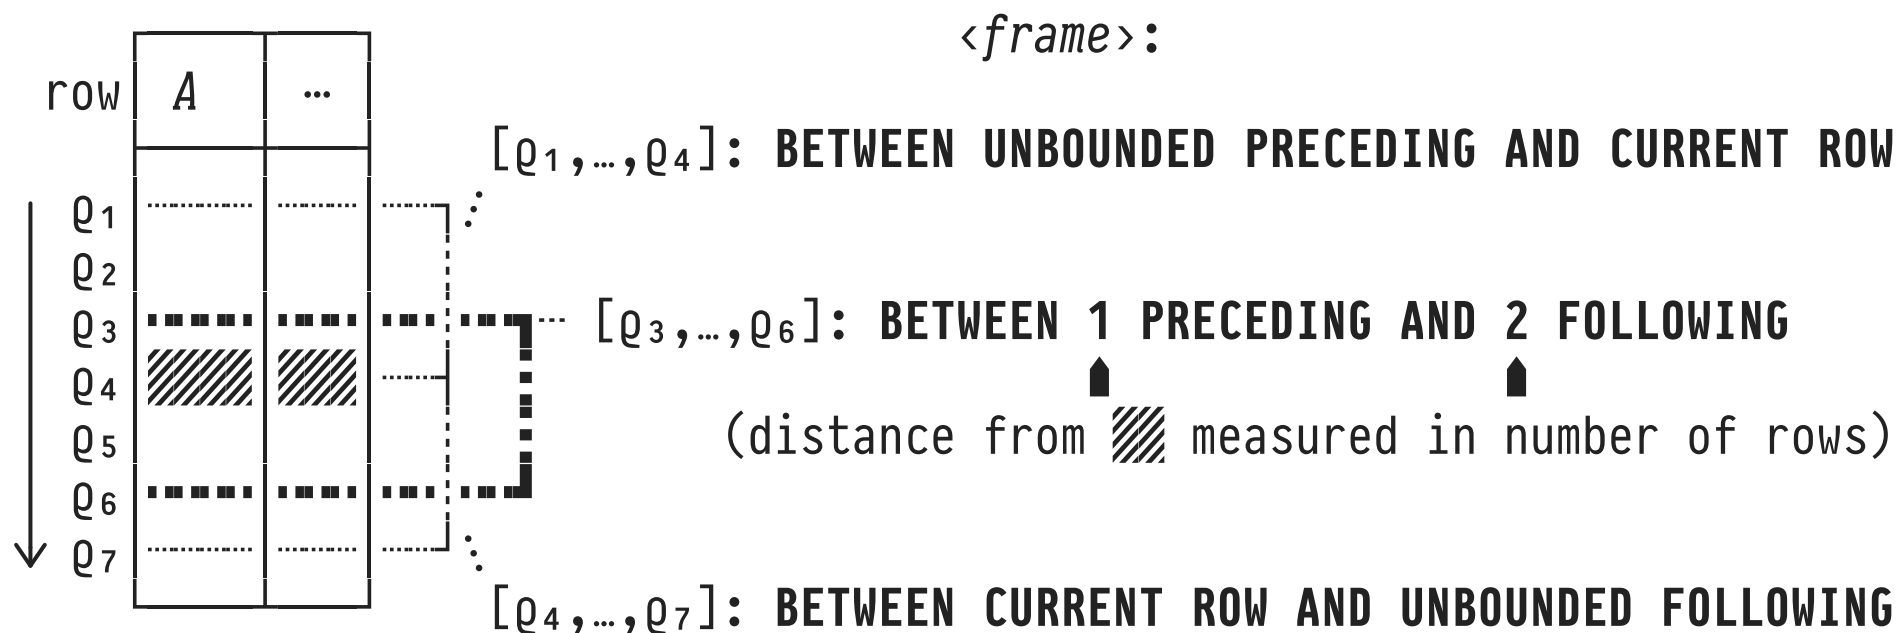 ‹frame›:
row A ⋯
[ϱ₁,…,ϱ₄]: BETWEEN UNBOUNDED PRECEDING AND CURRENT ROW
ϱ₁
ϱ₂
ϱ₃ [ϱ₃,…,ϱ₆]: BETWEEN 1 PRECEDING AND 2 FOLLOWING
ϱ₄
ϱ₅ (distance from measured in number of rows)
ϱ₆
ϱ₇
[ϱ₄,…,ϱ₇]: BETWEEN CURRENT ROW AND UNBOUNDED FOLLOWING